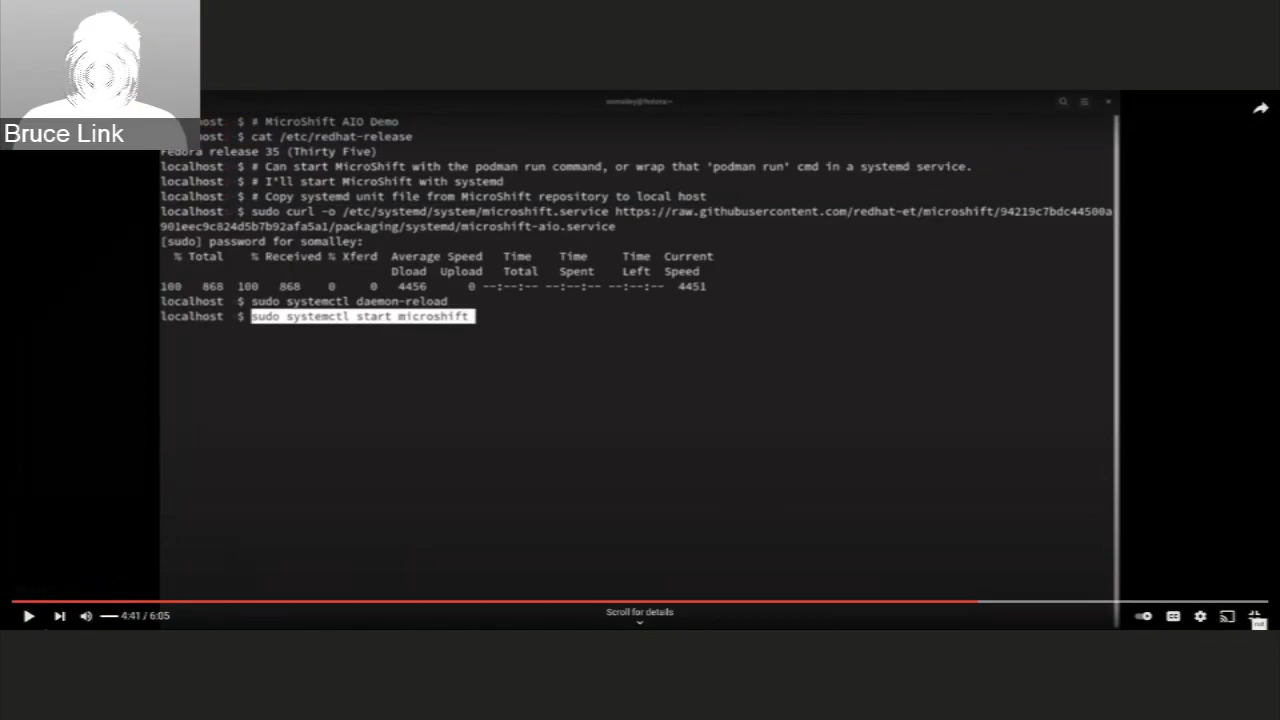 Bruce Link
somalley@fedora:~
ost $ # MicroShift AIO Demo
ost $ cat /etc/redhat-release
Fedora release 35 (Thirty Five)
localhost $ # Can start MicroShift with the podman run command, or wrap that 'podman run' cmd in a systemd service.
localhost $ # I'll start MicroShift with systemd
localhost $ # Copy systemd unit file from MicroShift repository to local host
localhost $ sudo curl -o /etc/systemd/system/microshift.service https://raw.githubusercontent.com/redhat-et/microshift/94219c7bdc44500a
901eec9c824d5b7b92afa5a1/packaging/systemd/microshift-aio.service
[sudo] password for somalley:
% Total % Received % Xferd Average Speed Time Time Time Current
Dload Upload Total Spent Left Speed
100 868 100 868 0 0 4456 0 --:--:-- --:--:-- --:--:-- 4451
localhost $ sudo systemctl daemon-reload
localhost $ sudo systemctl start microshift
4:41 / 6:05
Scroll for details